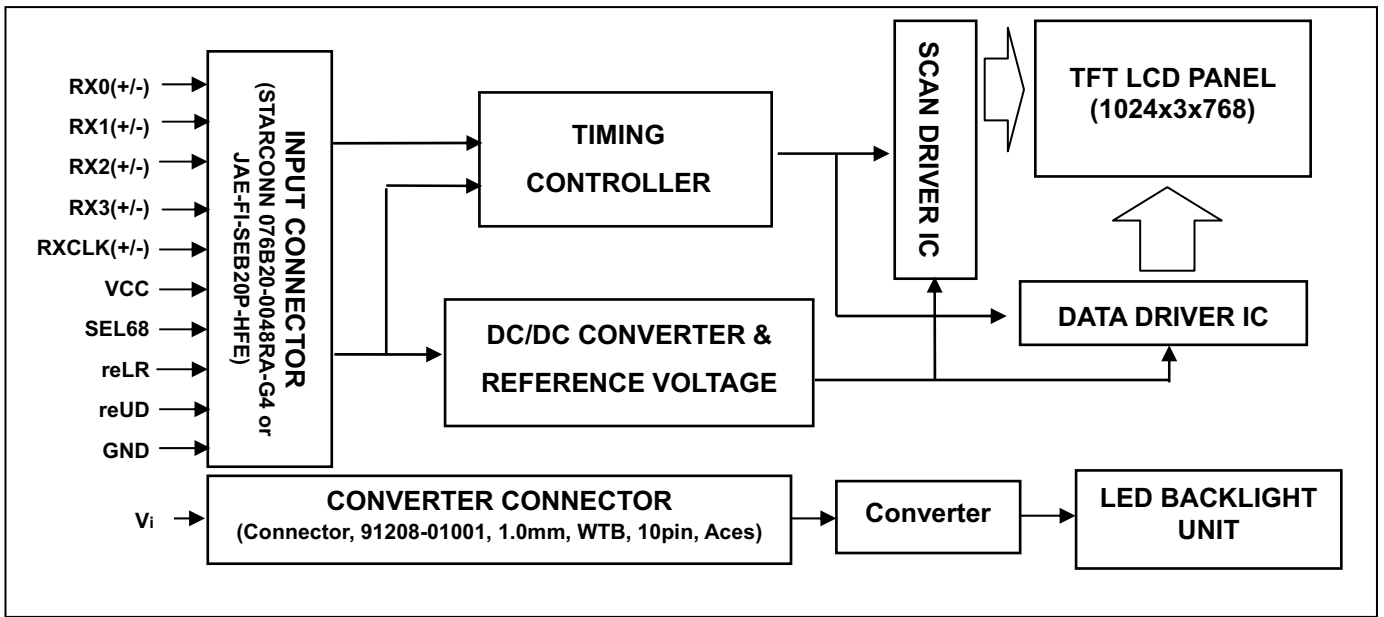 RX0(+/-)
RX1(+/-)
RX2(+/-)
RX3(+/-)
RXCLK(+/-)
VCC
SEL68
reLR
reUD
GND
INPUT CONNECTOR
(STARCONN 076B20-0048RA-G4 or
JAE-FI-SEB20P-HFE)
TIMING
CONTROLLER
DC/DC CONVERTER &
REFERENCE VOLTAGE
SCAN DRIVER IC
TFT LCD PANEL
(1024x3x768)
DATA DRIVER IC
Vi
CONVERTER CONNECTOR
(Connector, 91208-01001, 1.0mm, WTB, 10pin, Aces)
Converter
LED BACKLIGHT
UNIT